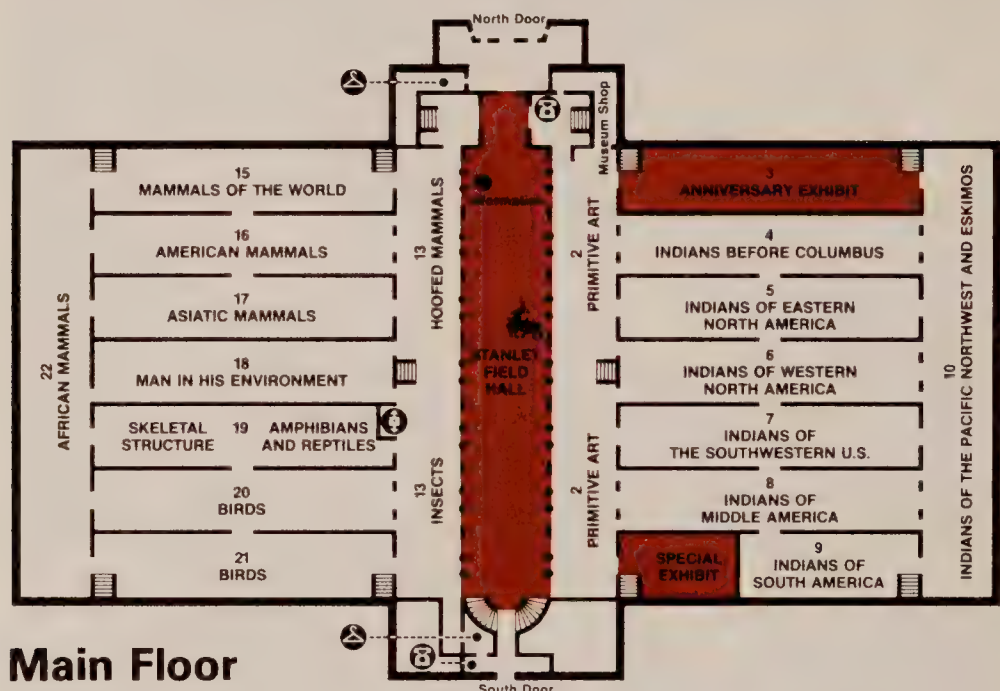 North Door
Museum Shop
15
MAMMALS OF THE WORLD
16
AMERICAN MAMMALS
17
ASIATIC MAMMALS
18
MAN IN HIS ENVIRONMENT
SKELETAL
STRUCTURE
19
AMPHIBIANS
AND REPTILES
20
BIRDS
21
BIRDS
22
AFRICAN MAMMALS
13
HOOFED MAMMALS
13
INSECTS
Information
STANLEY
FIELD
HALL
2
PRIMITIVE ART
2
PRIMITIVE ART
3
ANNIVERSARY EXHIBIT
4
INDIANS BEFORE COLUMBUS
5
INDIANS OF EASTERN
NORTH AMERICA
6
INDIANS OF WESTERN
NORTH AMERICA
7
INDIANS OF
THE SOUTHWESTERN U.S.
8
INDIANS OF
MIDDLE AMERICA
SPECIAL
EXHIBIT
9
INDIANS OF
SOUTH AMERICA
10
INDIANS OF THE PACIFIC NORTHWEST AND ESKIMOS
Main Floor
South Door